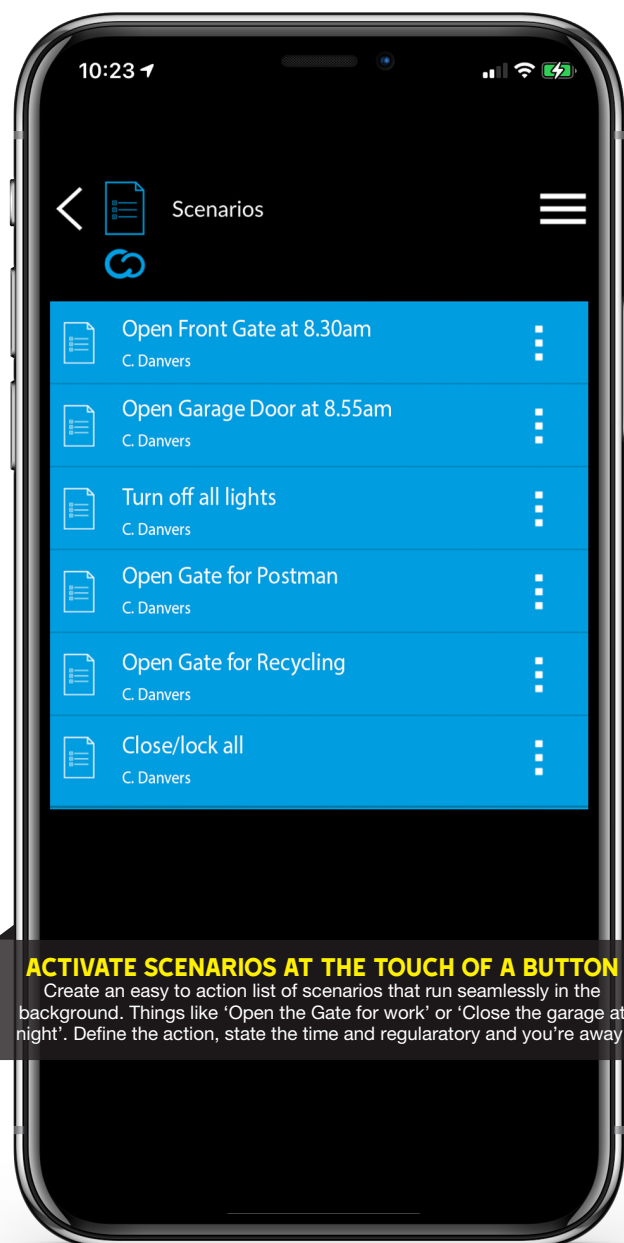 10:23
Scenarios
Open Front Gate at 8.30am
C. Danvers
Open Garage Door at 8.55am
C. Danvers
Turn off all lights
C. Danvers
Open Gate for Postman
C. Danvers
Open Gate for Recycling
C. Danvers
Close/lock all
C. Danvers
ACTIVATE SCENARIOS AT THE TOUCH OF A BUTTON
Create an easy to action list of scenarios that run seamlessly in the
background. Things like ‘Open the Gate for work’ or ‘Close the garage at
night’. Define the action, state the time and regularatory and you’re away